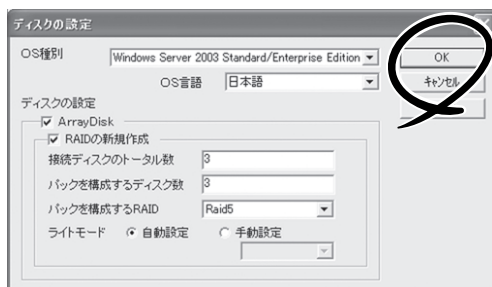 ディスクの設定
OS種別 Windows Server 2003 Standard/Enterprise Edition
OK
OS言語 日本語
キャンセル
ディスクの設定
ArrayDisk
RAIDの新規作成
接続ディスクのトータル数 3
パックを構成するディスク数 3
パックを構成するRAID Raid5
ライトモード 自動設定 手動設定